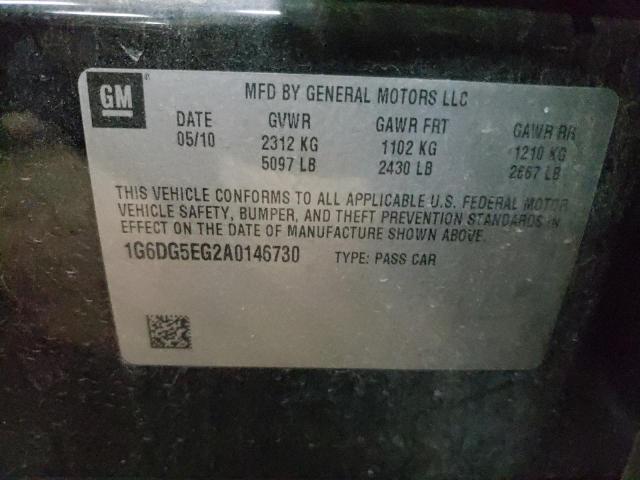 GM
MFD BY GENERAL MOTORS LLC
DATE GVWR GAWR FRT GAWR RR
05/10 2312 KG 1102 KG 1210 KG
5097 LB 2430 LB 2667 LB
THIS VEHICLE CONFORMS TO ALL APPLICABLE U.S. FEDERAL MOTOR
VEHICLE SAFETY, BUMPER, AND THEFT PREVENTION STANDARDS IN
EFFECT ON THE DATE OF MANUFACTURE SHOWN ABOVE.
1G6DG5EG2A0146730 TYPE: PASS CAR